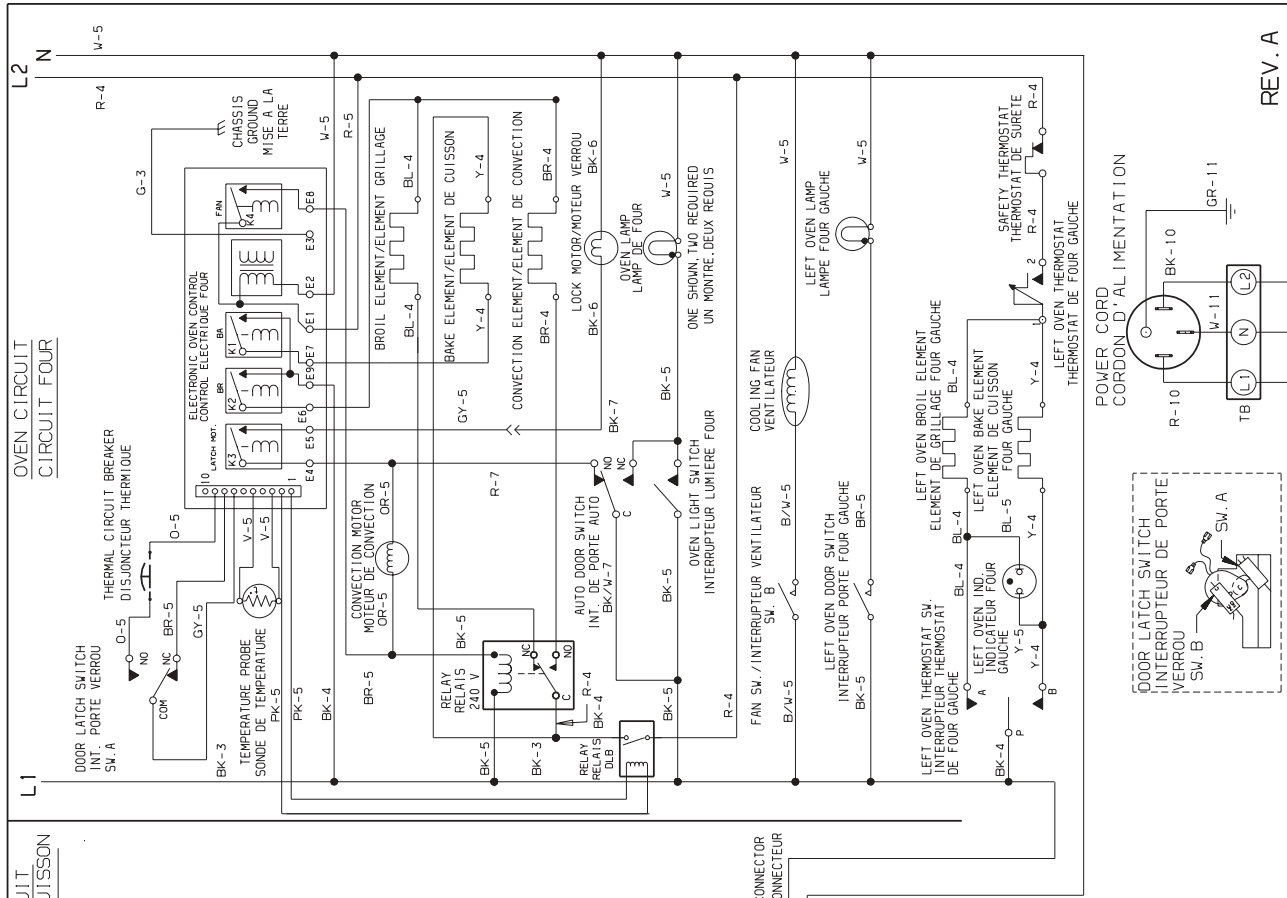 OVEN CIRCUIT
CIRCUIT FOUR
L1
L2
N
W-5
R-4
DOOR LATCH SWITCH
INT. PORTE VERROU
SW.A
COM
NO
NC
O-5
BR-5
GY-5
THERMAL CIRCUIT BREAKER
DISJONCTEUR THERMIQUE
O-5
TEMPERATURE PROBE
SONDE DE TEMPERATURE
V-5
V-5
PK-5
PK-5
BK-3
BK-4
ELECTRONIC OVEN CONTROL
CONTROL ELECTRIQUE FOUR
10
1
LATCH MOT.
K3
BR
K2
BA
K1
FAN
K4
E4
E5
E6
E9
E7
E1
E2
E3
E8
G-3
CHASSIS
GROUND
MISE A LA
TERRE
W-5
R-5
BR-5
CONVECTION MOTOR
MOTEUR DE CONVECTION
OR-5
OR-5
BROIL ELEMENT/ELEMENT GRILLAGE
BL-4
BL-4
BAKE ELEMENT/ELEMENT DE CUISSON
Y-4
Y-4
GY-5
CONVECTION ELEMENT/ELEMENT DE CONVECTION
BR-4
BR-4
R-7
RELAY
RELAIS
240 V
BK-5
BK-5
BK-3
NC
NO
C
R-4
BK-4
RELAY
RELAIS
DLB
LOCK MOTOR/MOTEUR VERROU
BK-6
BK-6
BK-7
AUTO DOOR SWITCH
INT. DE PORTE AUTO
BK/W-7
NO
NC
C
OVEN LAMP
LAMP DE FOUR
W-5
BK-5
BK-5
BK-5
OVEN LIGHT SWITCH
INTERRUPTEUR LUMIERE FOUR
ONE SHOWN,TWO REQUIRED
UN MONTRE,DEUX REQUIS
R-4
FAN SW./INTERRUPTEUR VENTILATEUR
SW. B
B/W-5
B/W-5
COOLING FAN
VENTILATEUR
W-5
LEFT OVEN DOOR SWITCH
INTERRUPTEUR PORTE FOUR GAUCHE
BK-5
BR-5
LEFT OVEN LAMP
LAMPE FOUR GAUCHE
W-5
LEFT OVEN THERMOSTAT SW.
INTERRUPTEUR THERMOSTAT
DE FOUR GAUCHE
BK-4
P
A
B
LEFT OVEN IND.
INDICATEUR FOUR
GAUCHE
BL-4
BL-4
BL-5
Y-5
Y-4
Y-4
LEFT OVEN BROIL ELEMENT
ELEMENT DE GRILLAGE FOUR GAUCHE
BL-4
LEFT OVEN BAKE ELEMENT
ELEMENT DE CUISSON
FOUR GAUCHE
Y-4
1
2
LEFT OVEN THERMOSTAT
THERMOSTAT DE FOUR GAUCHE
R-4
SAFETY THERMOSTAT
THERMOSTAT DE SURETE
R-4
POWER CORD
CORDON D'ALIMENTATION
R-10
W-11
BK-10
GR-11
TB
L1
N
L2
DOOR LATCH SWITCH
INTERRUPTEUR DE PORTE
VERROU
SW.B
SW.A
REV. A
UIT
UISSON
ONNECTOR
ONNECTEUR